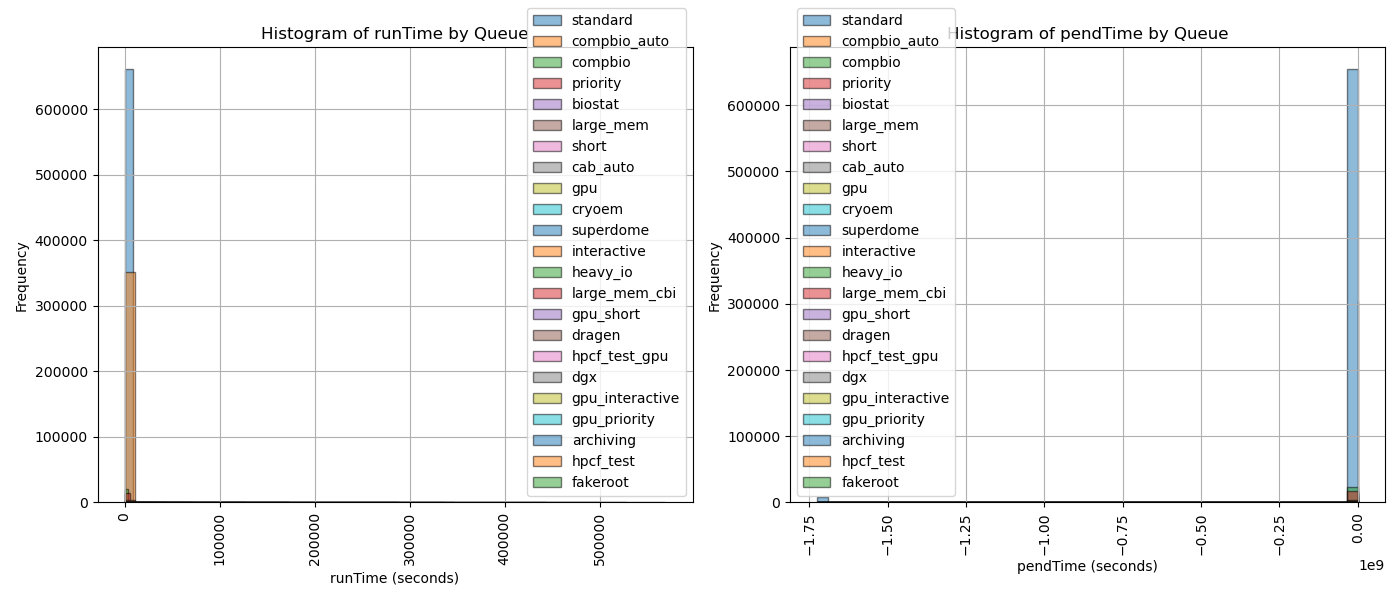 Histogram of runTime by Queue
600000
500000
400000
300000
200000
100000
0
Frequency
0
100000
200000
300000
400000
500000
runTime (seconds)
standard
compbio_auto
compbio
priority
biostat
large_mem
short
cab_auto
gpu
cryoem
superdome
interactive
heavy_io
large_mem_cbi
gpu_short
dragen
hpcf_test_gpu
dgx
gpu_interactive
gpu_priority
archiving
hpcf_test
fakeroot
Histogram of pendTime by Queue
600000
500000
400000
300000
200000
100000
0
Frequency
−1.75
−1.50
−1.25
−1.00
−0.75
−0.50
−0.25
0.00
1e9
pendTime (seconds)
standard
compbio_auto
compbio
priority
biostat
large_mem
short
cab_auto
gpu
cryoem
superdome
interactive
heavy_io
large_mem_cbi
gpu_short
dragen
hpcf_test_gpu
dgx
gpu_interactive
gpu_priority
archiving
hpcf_test
fakeroot